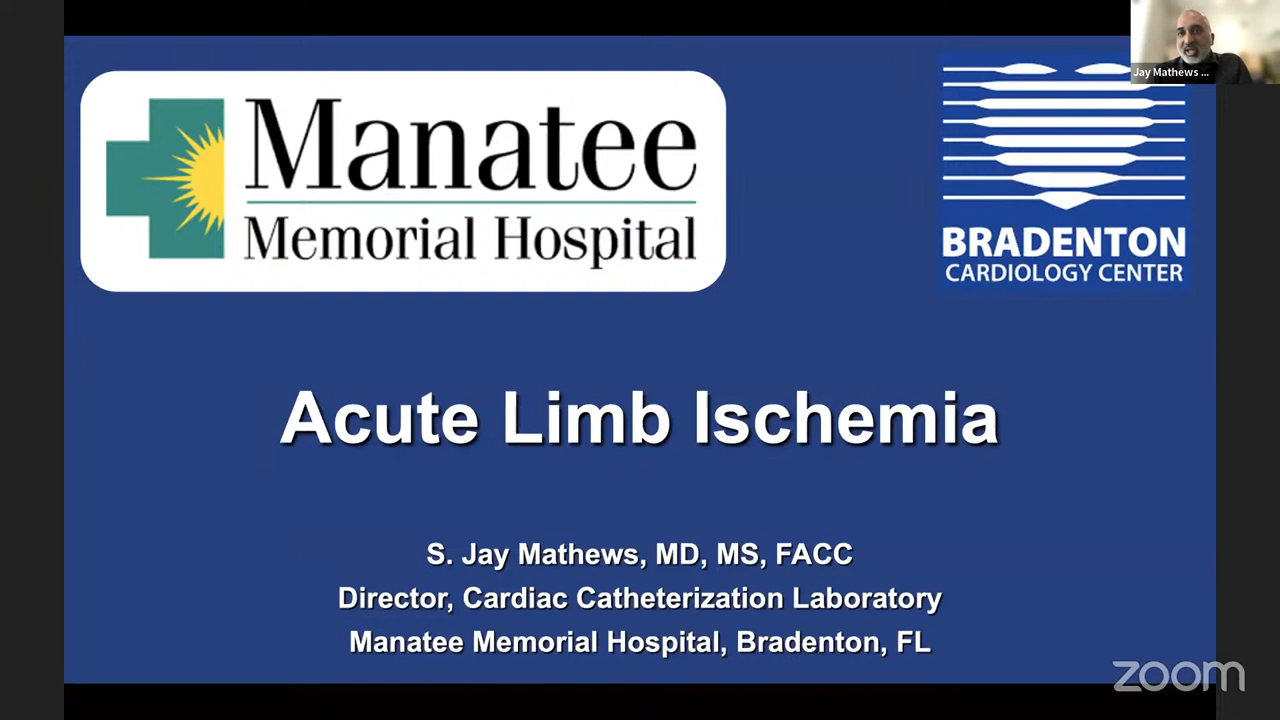 Jay Mathews ...
Manatee
Memorial Hospital
BRADENTON
CARDIOLOGY CENTER
Acute Limb Ischemia
S. Jay Mathews, MD, MS, FACC
Director, Cardiac Catheterization Laboratory
Manatee Memorial Hospital, Bradenton, FL
zoom